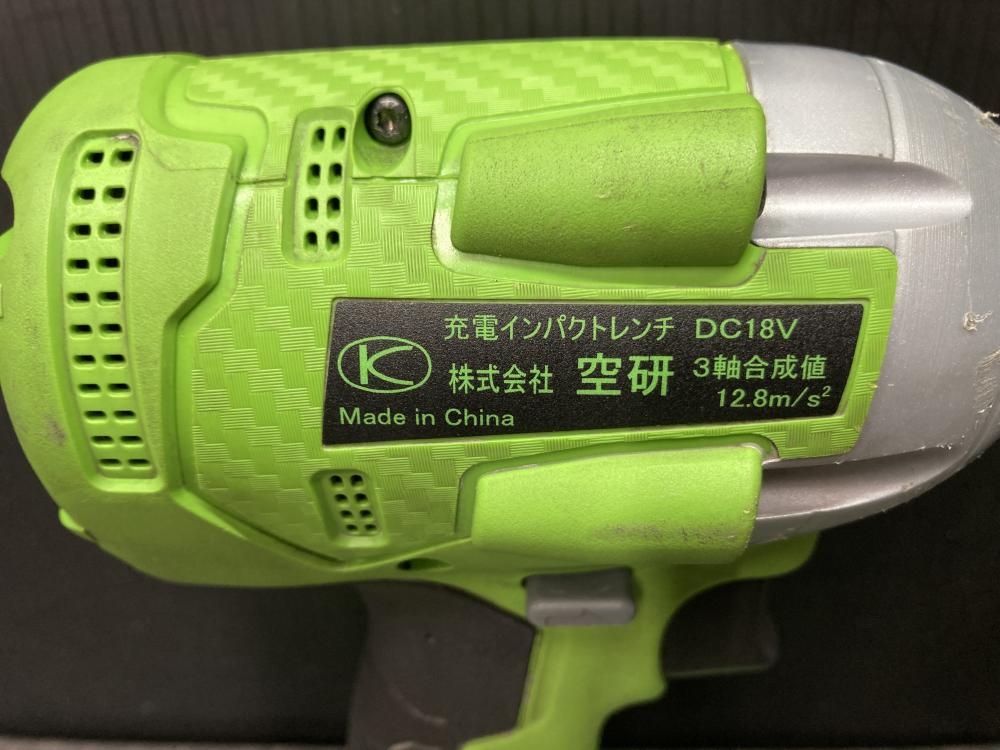 充電インパクトレンチ DC18V
株式会社 空研 3軸合成値
12.8m/s²
Made in China
K